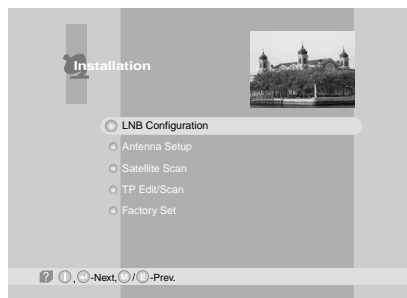 Installation
LNB Configuration
Antenna Setup
Satellite Scan
TP Edit/Scan
Factory Set
? , -Next, M / E -Prev.